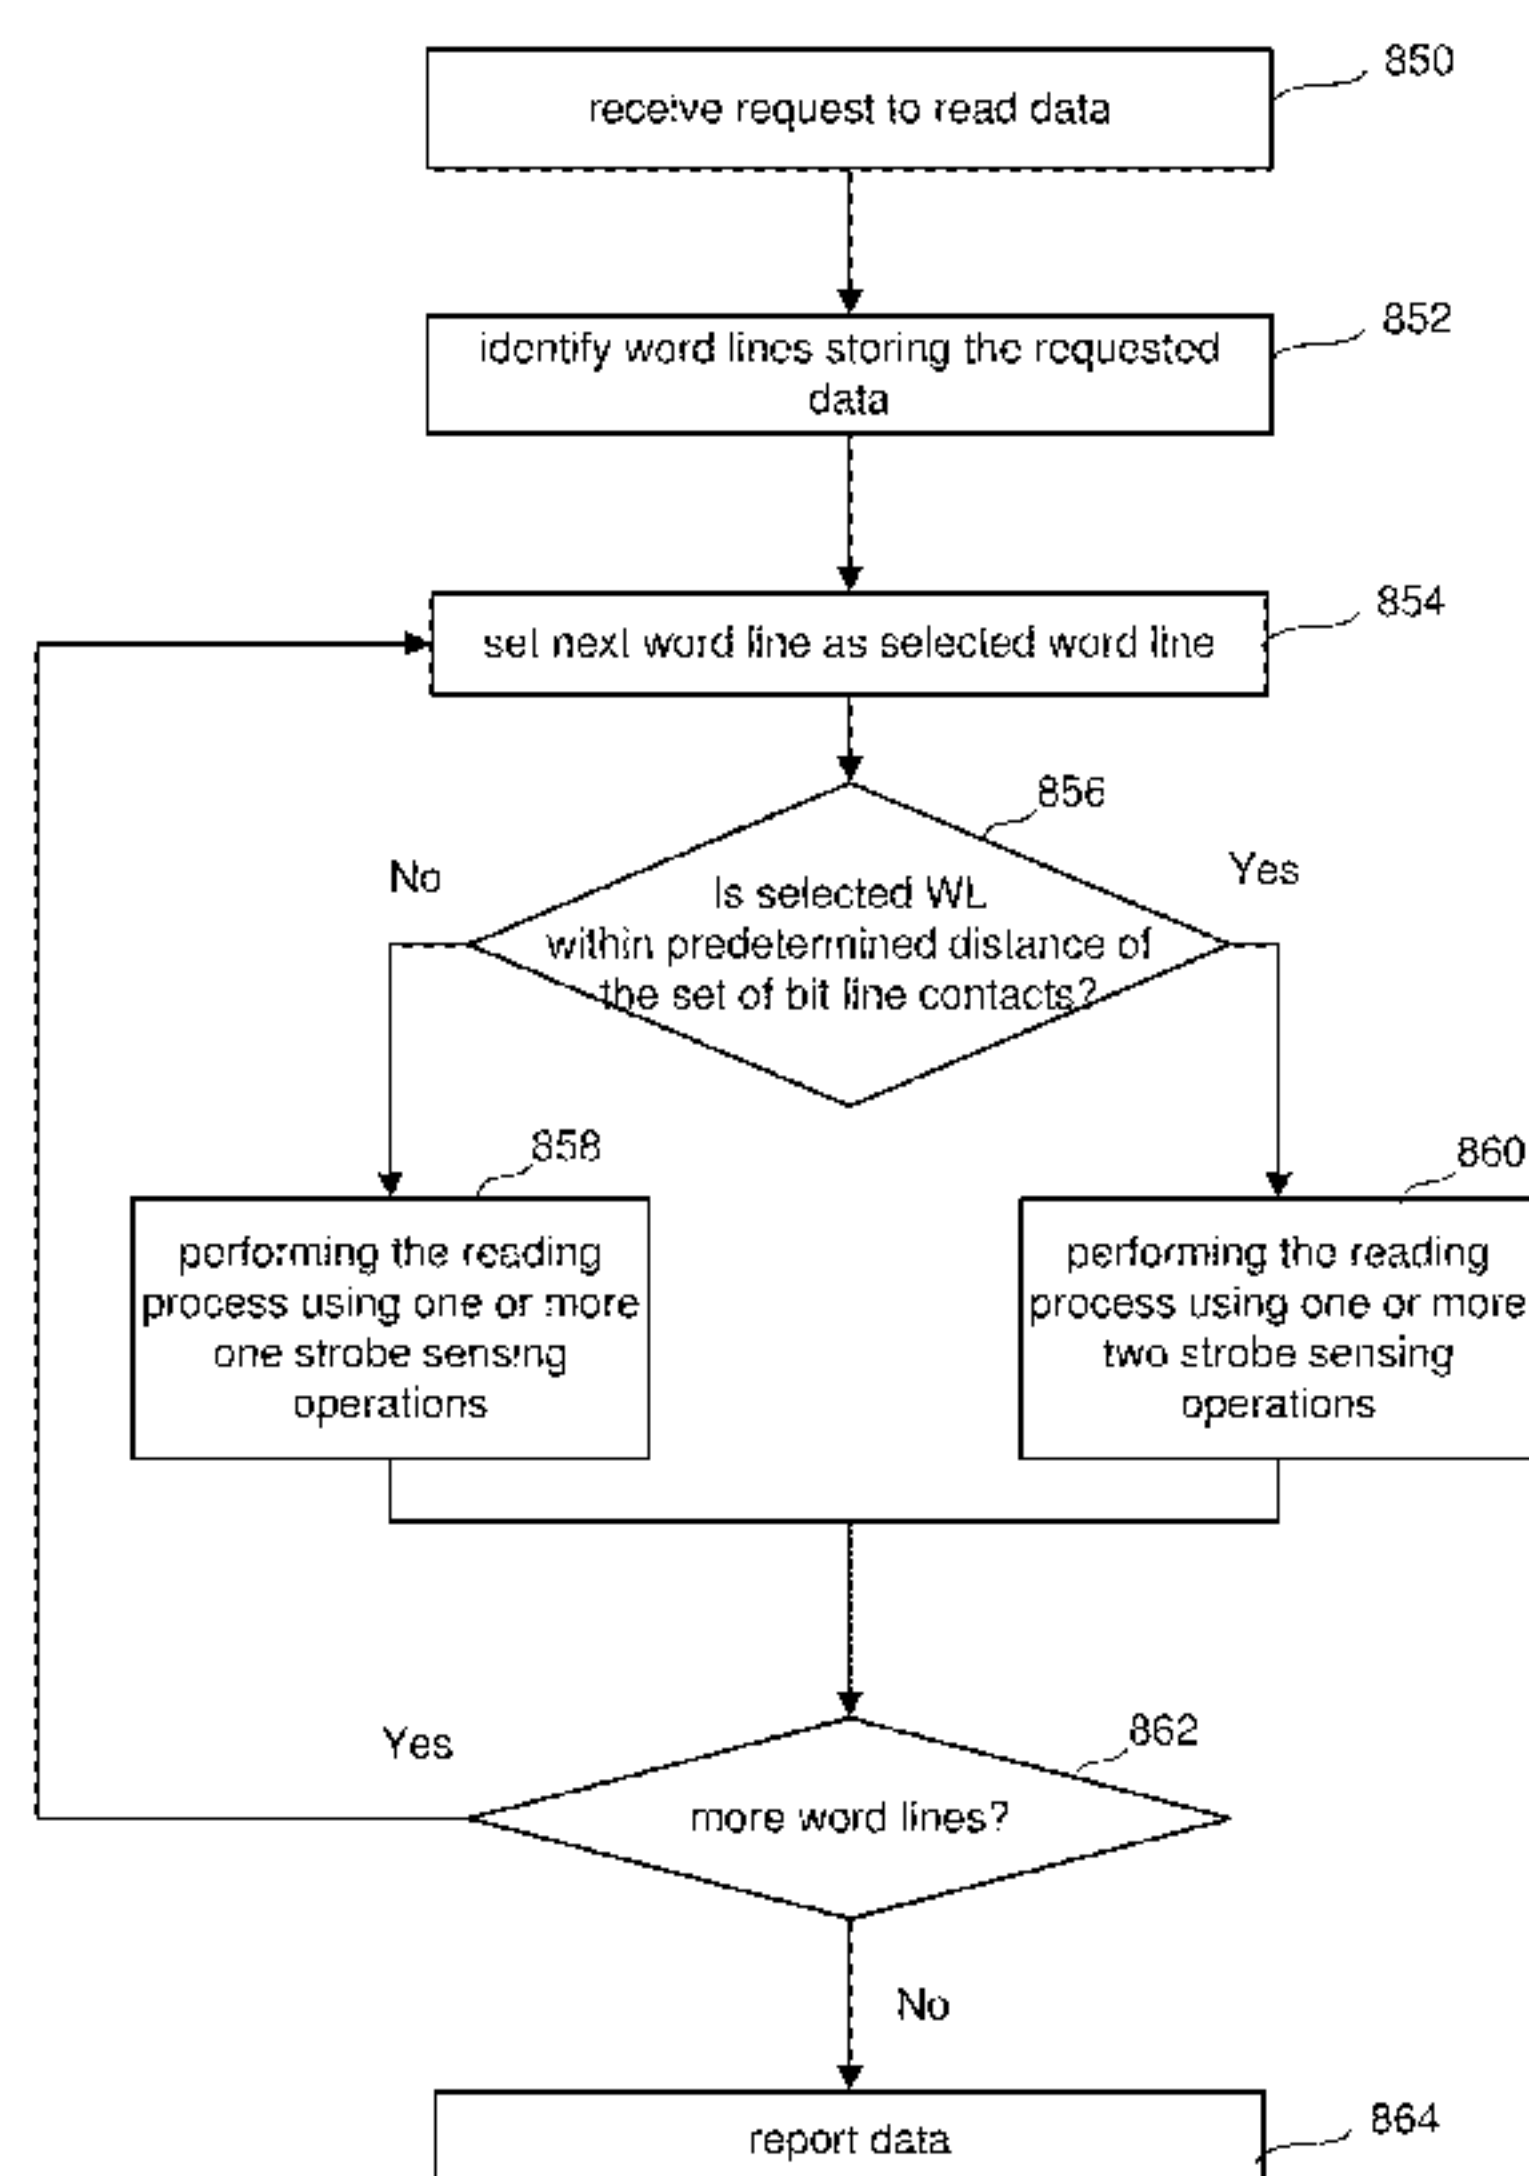 850
receive request to read data
852
identify word lines storing the requested
data
854
set next word line as selected word line
856
No
Yes
Is selected WL
within predetermined distance of
the set of bit line contacts?
858
860
performing the reading
process using one or more
one strobe sensing
operations
performing the reading
process using one or more
two strobe sensing
operations
862
Yes
more word lines?
No
864
report data